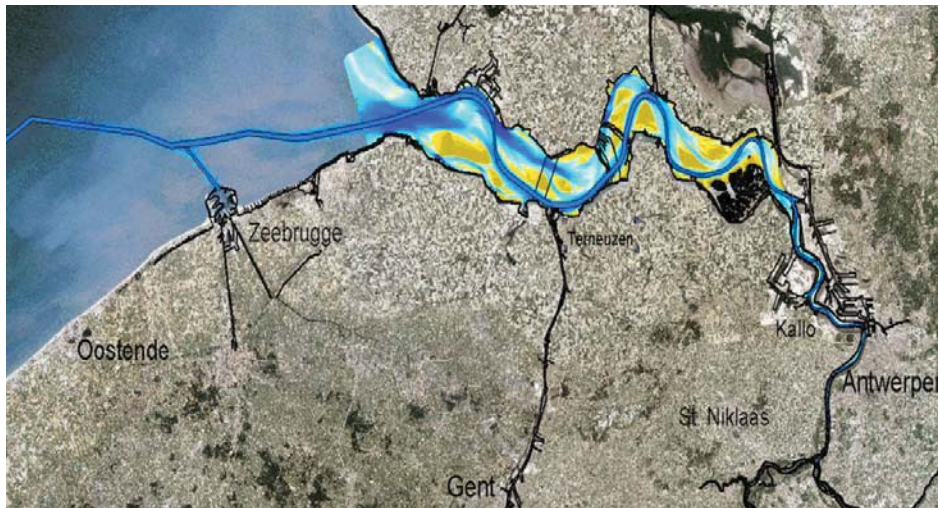 Zeebrugge
Terneuzen
Oostende
Kallo
Antwerpen
St. Niklaas
Gent